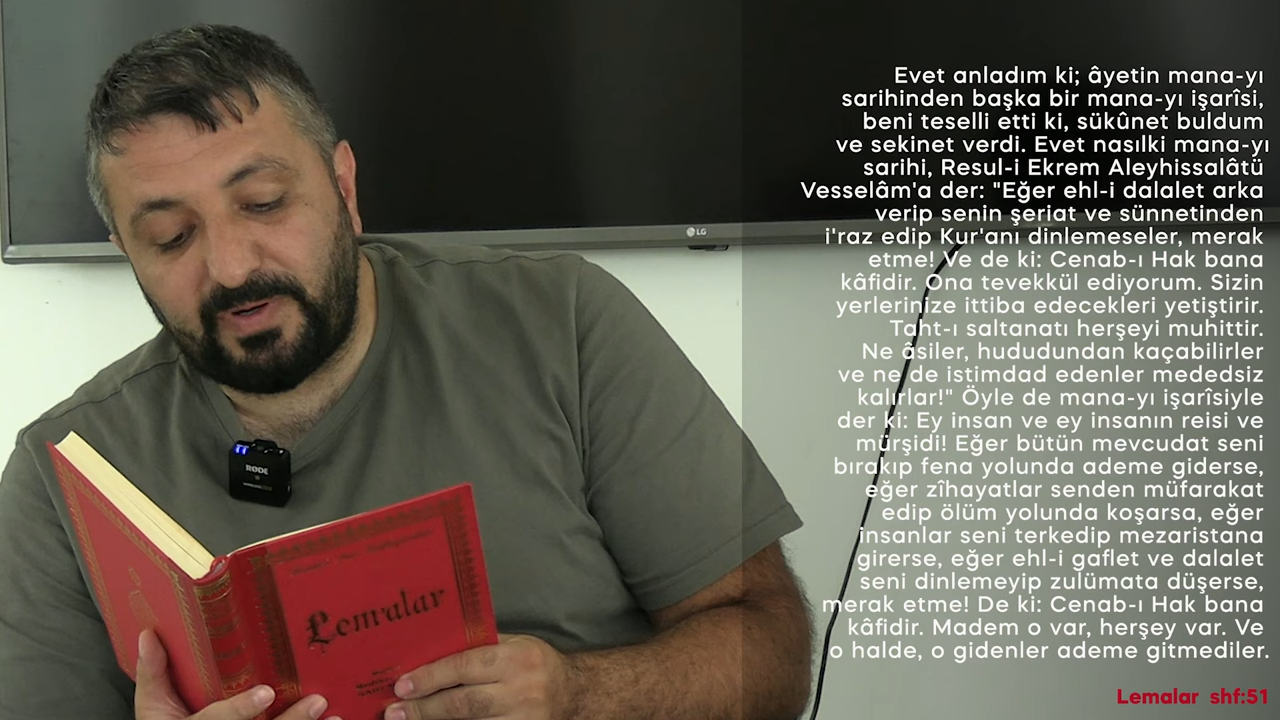 Evet anladım ki; âyetin mana-yı
sarihinden başka bir mana-yı işarîsi,
beni teselli etti ki, sükûnet buldum
ve sekinet verdi. Evet nasılki mana-yı
sarihi, Resul-i Ekrem Aleyhissalâtü
Vesselâm'a der: "Eğer ehl-i dalalet arka
verip senin şeriat ve sünnetinden
i'raz edip Kur'anı dinlemeseler, merak
etme! Ve de ki: Cenab-ı Hak bana
kâfidir. Ona tevekkül ediyorum. Sizin
yerlerinize ittiba edecekleri yetiştirir.
Taht-ı saltanatı herşeyi muhittir.
Ne âsiler, hududundan kaçabilirler
ve ne de istimdad edenler mededsiz
kalırlar!" Öyle de mana-yı işarîsiyle
der ki: Ey insan ve ey insanın reisi ve
mürşidi! Eğer bütün mevcudat seni
bırakıp fena yolunda ademe giderse,
eğer zîhayatlar senden müfarakat
edip ölüm yolunda koşarsa, eğer
insanlar seni terkedip mezaristana
girerse, eğer ehl-i gaflet ve dalalet
seni dinlemeyip zulümata düşerse,
merak etme! De ki: Cenab-ı Hak bana
kâfidir. Madem o var, herşey var. Ve
o halde, o gidenler ademe gitmediler.
Lemalar shf:51
LG
RØDE
Lem'alar